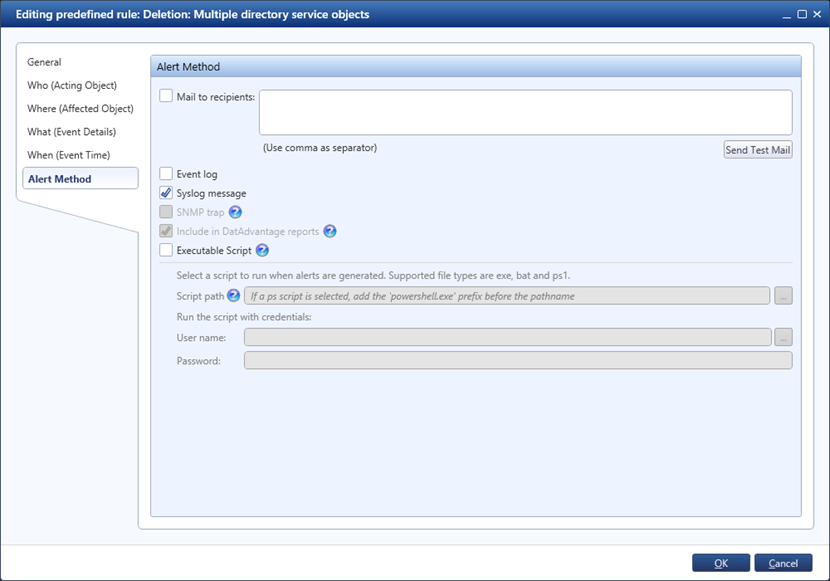 Editing predefined rule: Deletion: Multiple directory service objects
General
Who (Acting Object)
Where (Affected Object)
What (Event Details)
When (Event Time)
Alert Method
Alert Method
Mail to recipients:
(Use comma as separator)
Send Test Mail
Event log
Syslog message
SNMP trap ?
Include in DatAdvantage reports ?
Executable Script ?
Select a script to run when alerts are generated. Supported file types are exe, bat and ps1.
Script path ? If a ps script is selected, add the 'powershell.exe' prefix before the pathname ...
Run the script with credentials:
User name: ...
Password:
OK Cancel